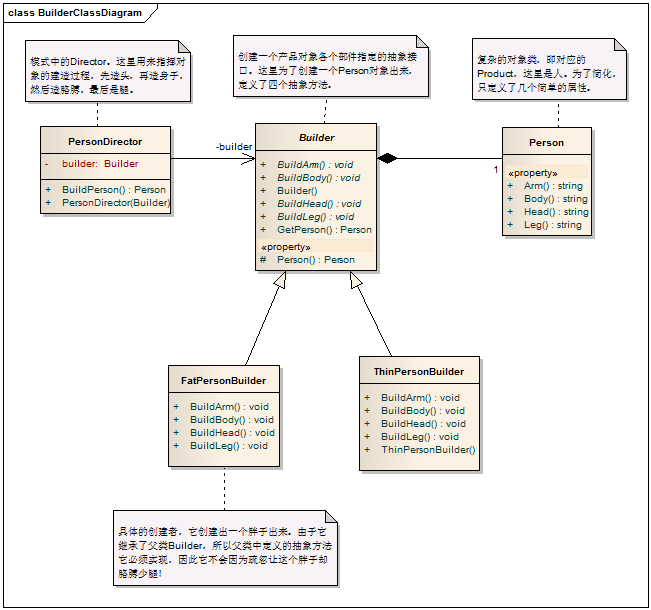 class BuilderClassDiagram
模式中的Director。这里用来指挥对
象的建造过程，先造头，再造身子，
然后造胳膊，最后是腿。
创建一个产品对象各个部件指定的抽象接
口。这里为了创建一个Person对象出来，
定义了四个抽象方法。
复杂的对象类，即对应的
Product，这里是人。为了简化，
只定义了几个简单的属性。
PersonDirector
- builder: Builder
+ BuildPerson() : Person
+ PersonDirector(Builder)
-builder
Builder
+ BuildArm() : void
+ BuildBody() : void
+ Builder()
+ BuildHead() : void
+ BuildLeg() : void
+ GetPerson() : Person
«property»
# Person() : Person
1
Person
«property»
+ Arm() : string
+ Body() : string
+ Head() : string
+ Leg() : string
FatPersonBuilder
+ BuildArm() : void
+ BuildBody() : void
+ BuildHead() : void
+ BuildLeg() : void
ThinPersonBuilder
+ BuildArm() : void
+ BuildBody() : void
+ BuildHead() : void
+ BuildLeg() : void
+ ThinPersonBuilder()
具体的创建者，它创建出一个胖子出来。由于它
继承了父类Builder，所以父类中定义的抽象方法
它必须实现，因此它不会因为疏忽让这个胖子却
胳膊少腿！